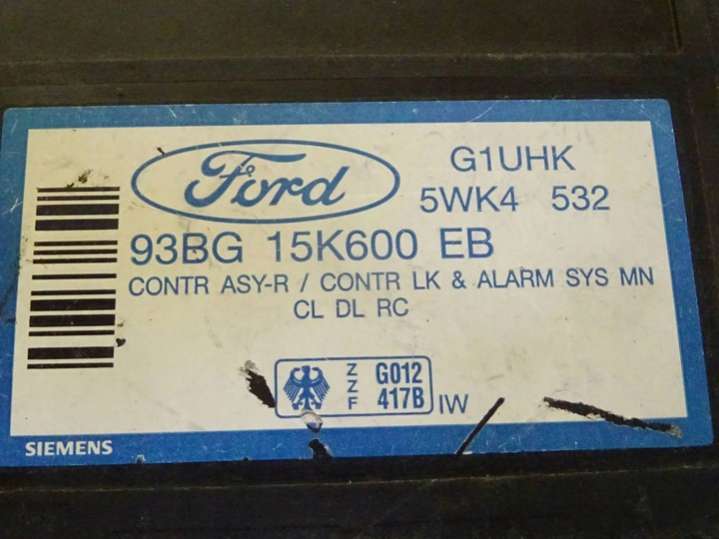 Ford
G1UHK
5WK4 532
93BG 15K600 EB
CONTR ASY-R / CONTR LK & ALARM SYS MN
CL DL RC
ZZF
G012
417B
IW
SIEMENS